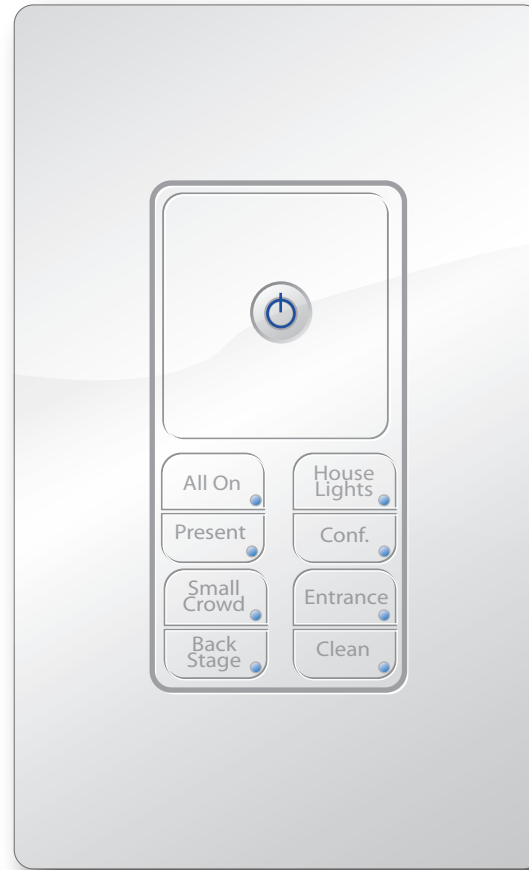 All On
House
Lights
Present
Conf.
Small
Crowd
Entrance
Back
Stage
Clean